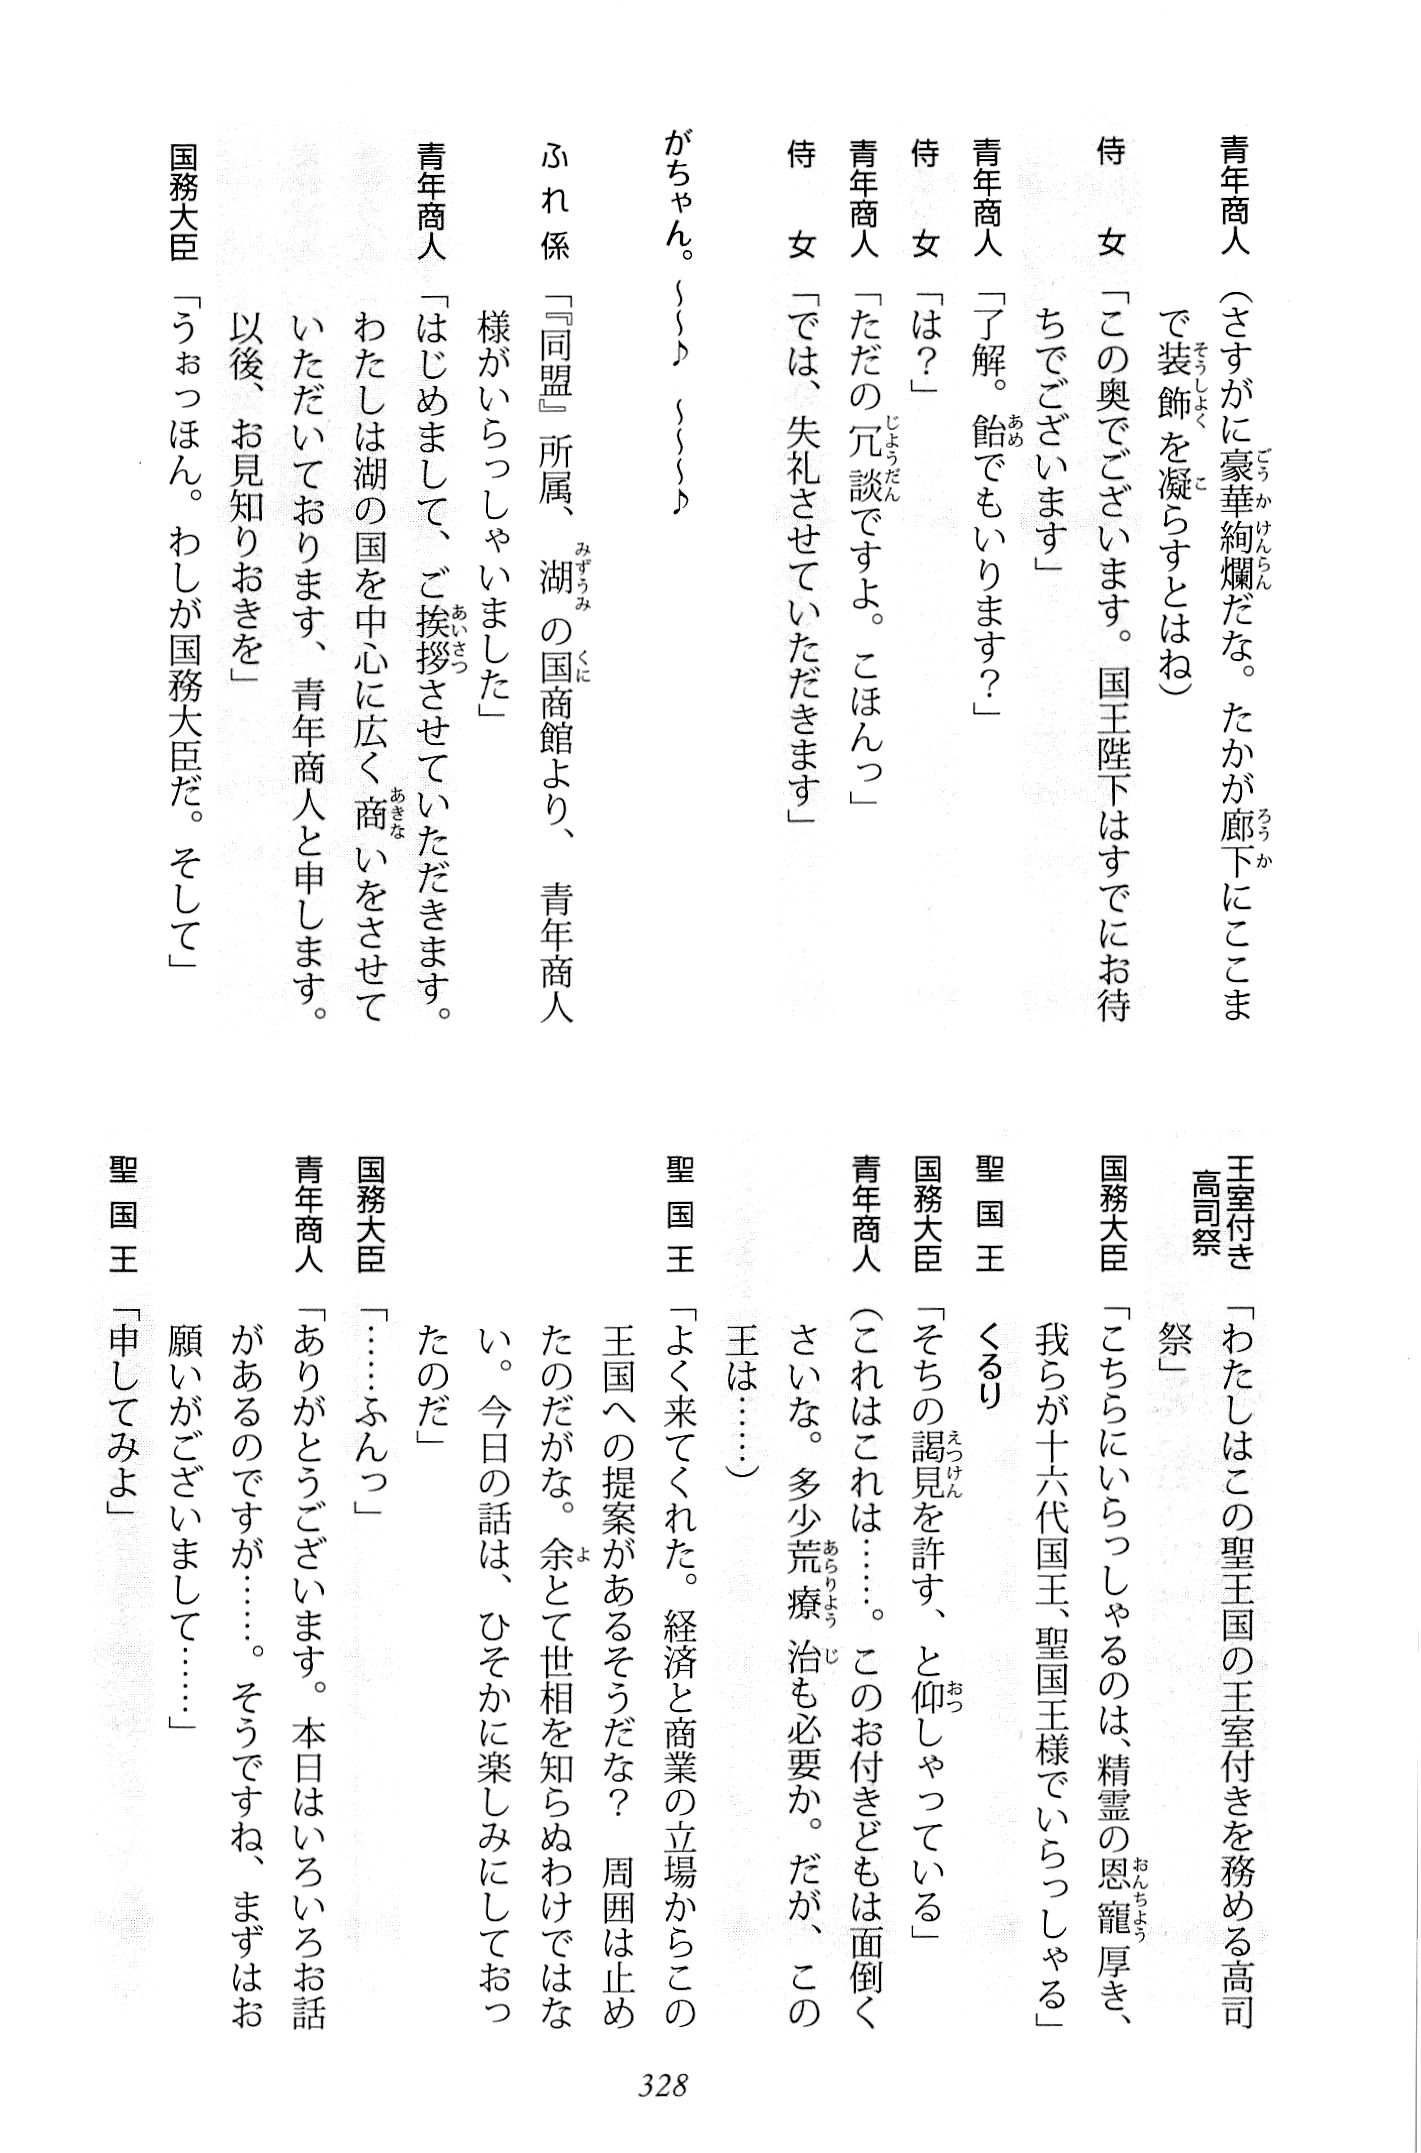 青年商人（さすがに豪華絢爛だな。たかが廊下にここま
で装飾を凝らすとはね）
侍　女「この奥でございます。国王陛下はすでにお待
ちでございます」
青年商人「了解。飴でもいります？」
侍　女「は？」
青年商人「ただの冗談ですよ。こほんっ」
侍　女「では、失礼させていただきます」
がちゃん。～～♪　～～～♪
ふれ係「『同盟』所属、湖の国商館より、青年商人
様がいらっしゃいました」
青年商人「はじめまして、ご挨拶させていただきます。
わたしは湖の国を中心に広く商いをさせて
いただいております、青年商人と申します。
以後、お見知りおきを」
国務大臣「うぉっほん。わしが国務大臣だ。そして」
王室付き高司祭「わたしはこの聖王国の王室付きを務める高司
祭」
国務大臣「こちらにいらっしゃるのは、精霊の恩寵厚き、
我らが十六代国王、聖国王様でいらっしゃる」
聖国王　くるり
国務大臣「そちの謁見を許す、と仰しゃっている」
青年商人（これはこれは……。このお付きどもは面倒く
さいな。多少荒療治も必要か。だが、この
王は……）
聖国王「よく来てくれた。経済と商業の立場からこの
王国への提案があるそうだな？　周囲は止め
たのだがな。余とて世相を知らぬわけではな
い。今日の話は、ひそかに楽しみにしておっ
たのだ」
国務大臣「……ふんっ」
青年商人「ありがとうございます。本日はいろいろお話
があるのですが……。そうですね、まずはお
願いがございまして……」
聖国王「申してみよ」
328